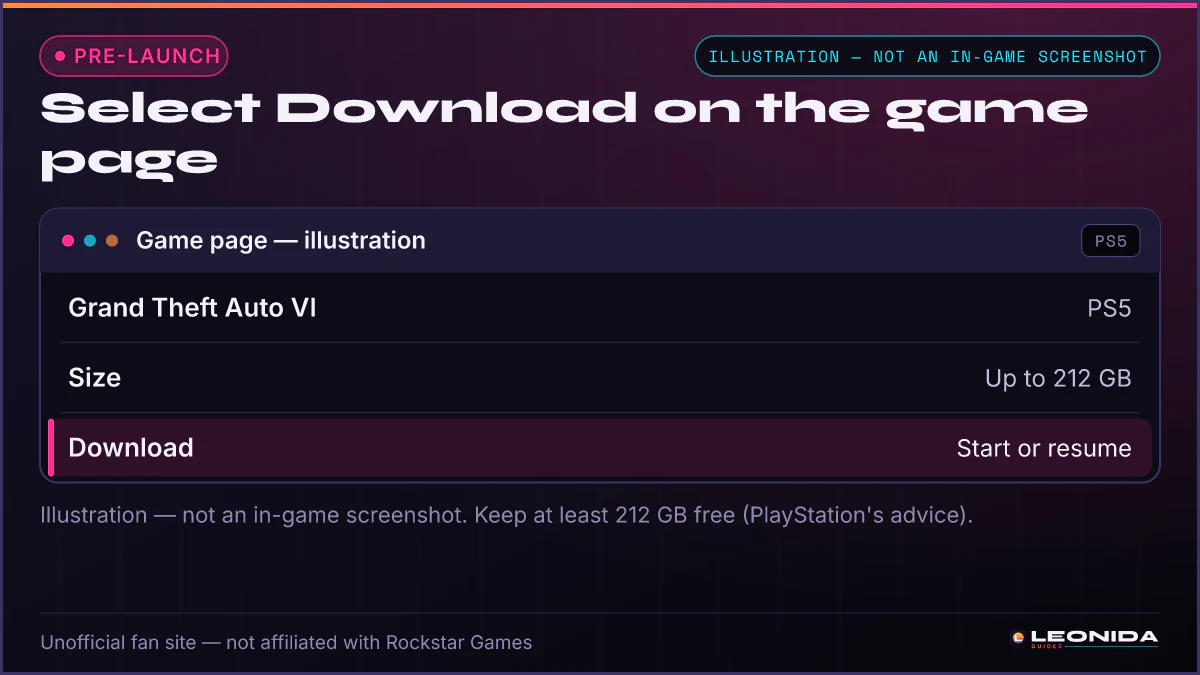 PRE-LAUNCH
ILLUSTRATION — NOT AN IN-GAME SCREENSHOT
Select Download on the game
page
Game page — illustration
PS5
Grand Theft Auto VI
PS5
Size
Up to 212 GB
Download
Start or resume
Illustration — not an in-game screenshot. Keep at least 212 GB free (PlayStation's advice).
Unofficial fan site — not affiliated with Rockstar Games
LEONIDA
GUIDES